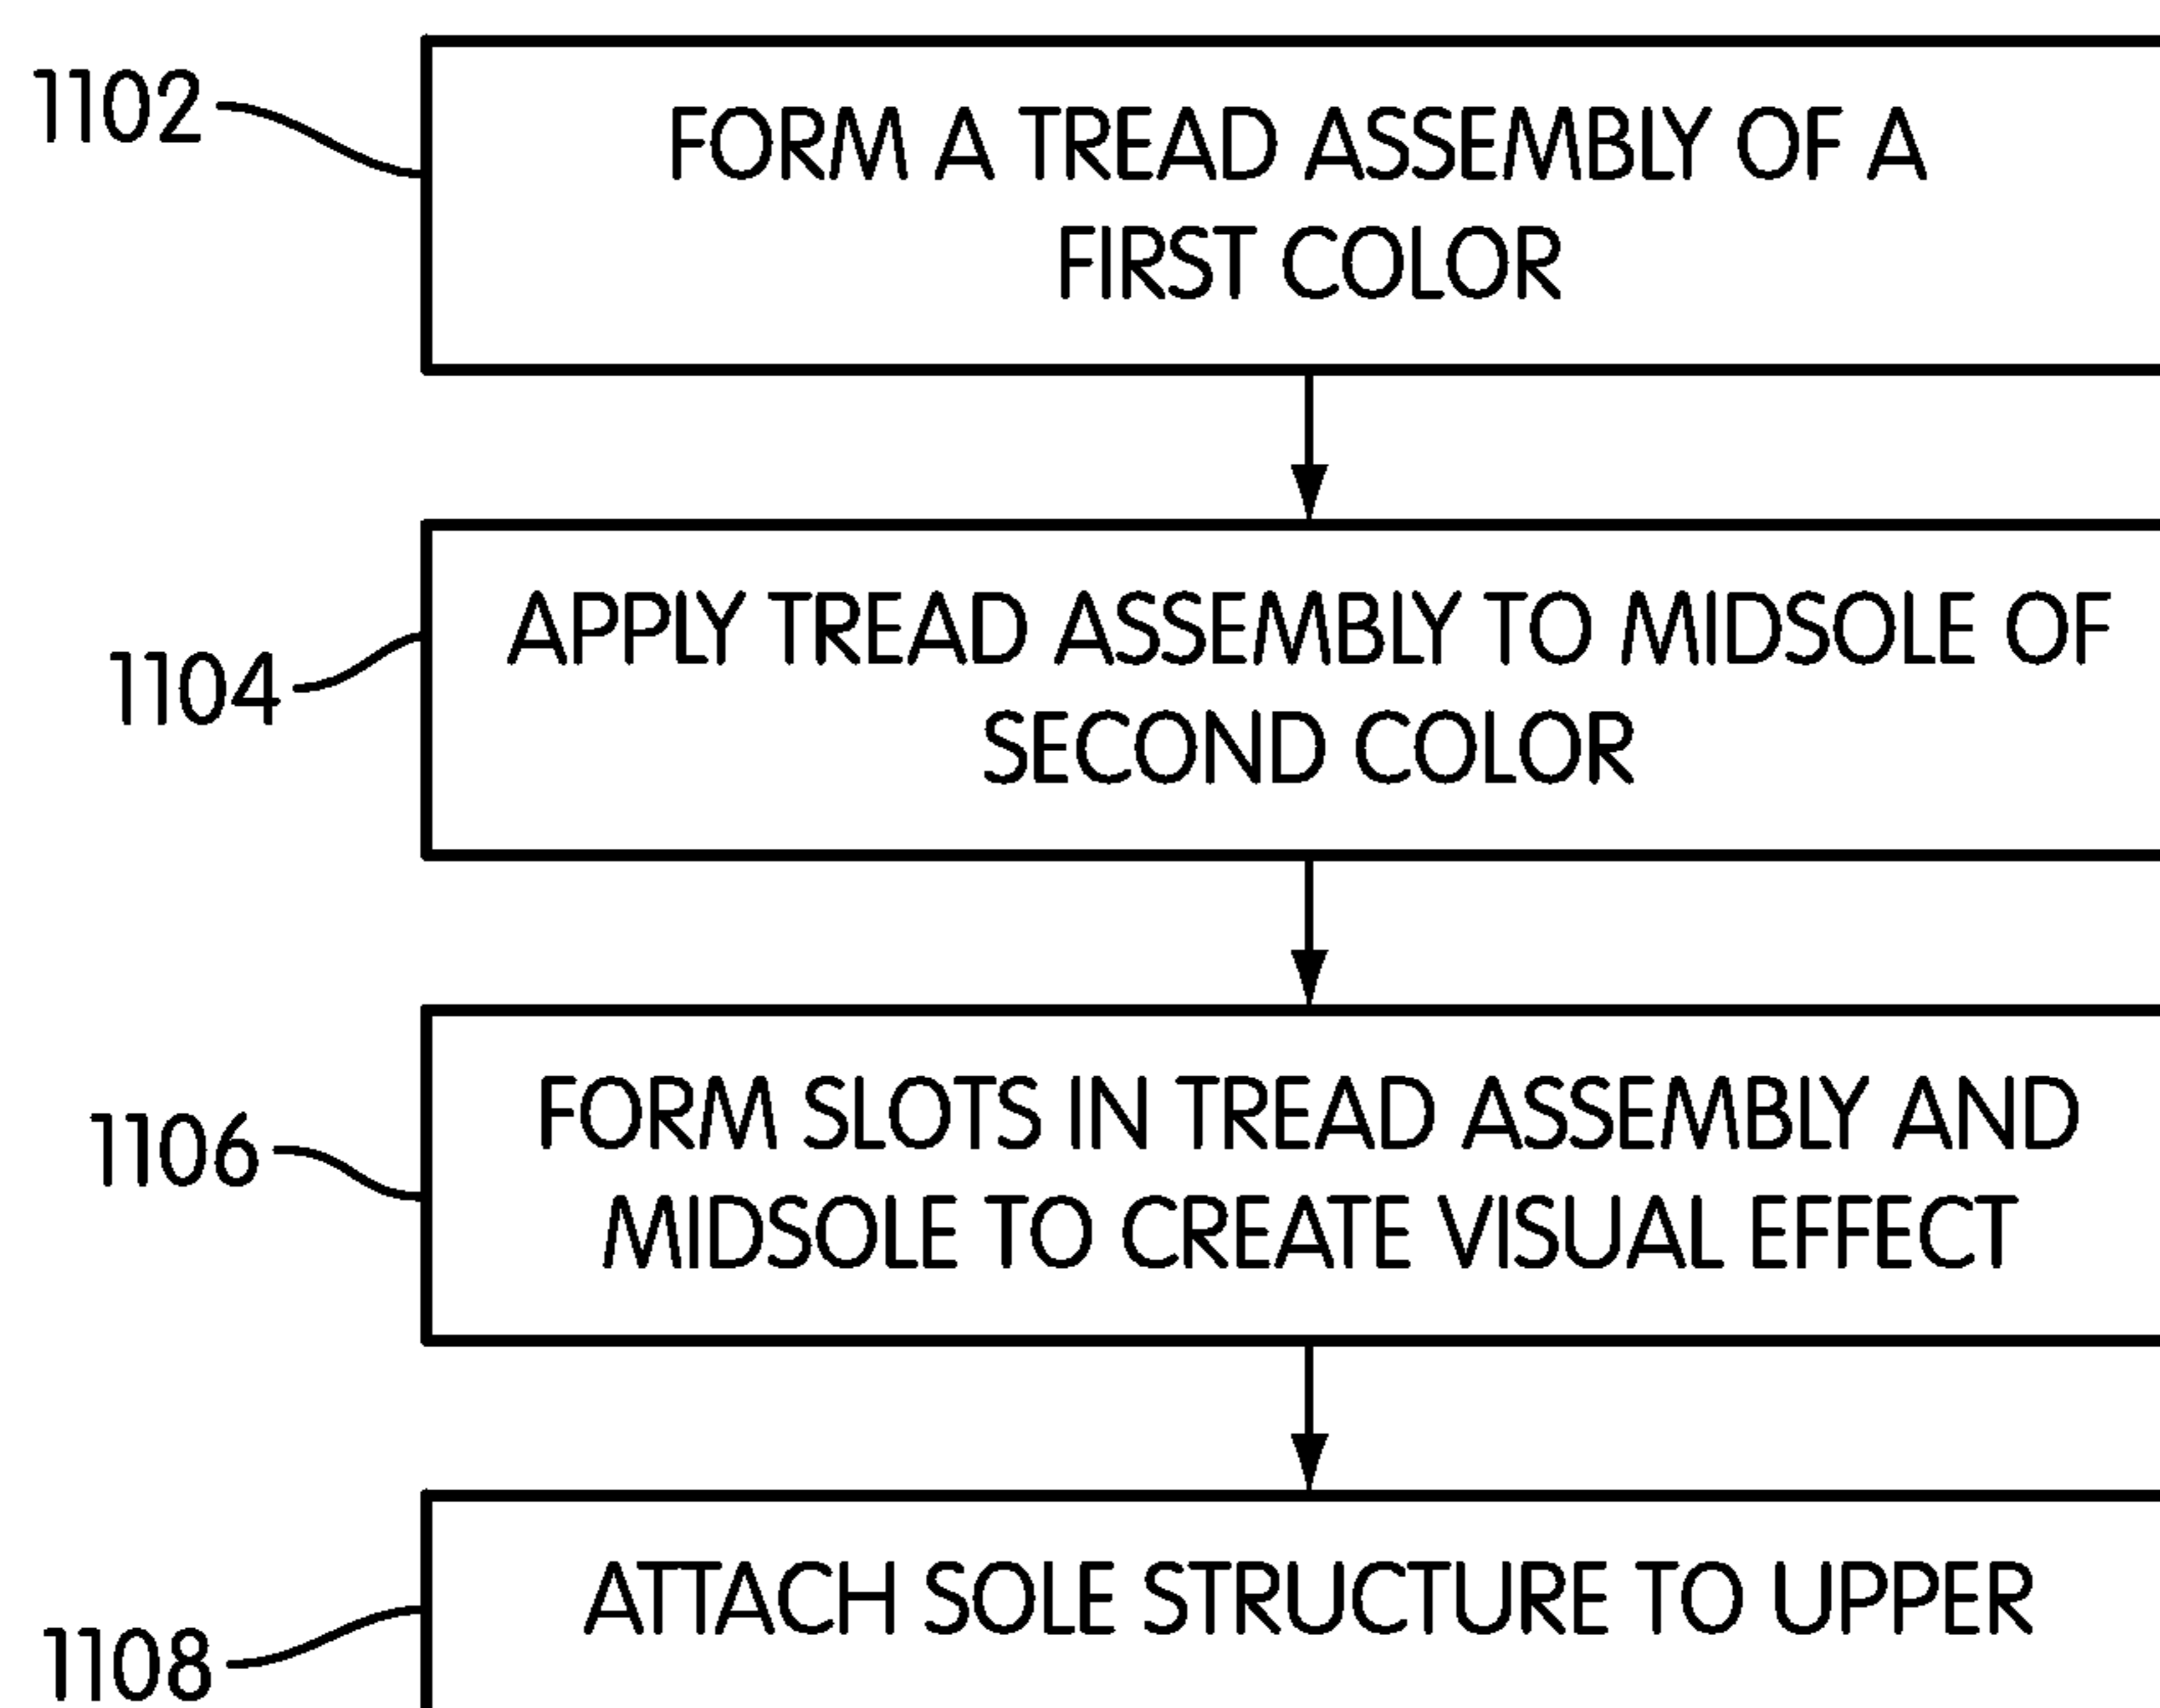 1102
FORM A TREAD ASSEMBLY OF A
FIRST COLOR
1104
APPLY TREAD ASSEMBLY TO MIDSOLE OF
SECOND COLOR
1106
FORM SLOTS IN TREAD ASSEMBLY AND
MIDSOLE TO CREATE VISUAL EFFECT
1108
ATTACH SOLE STRUCTURE TO UPPER